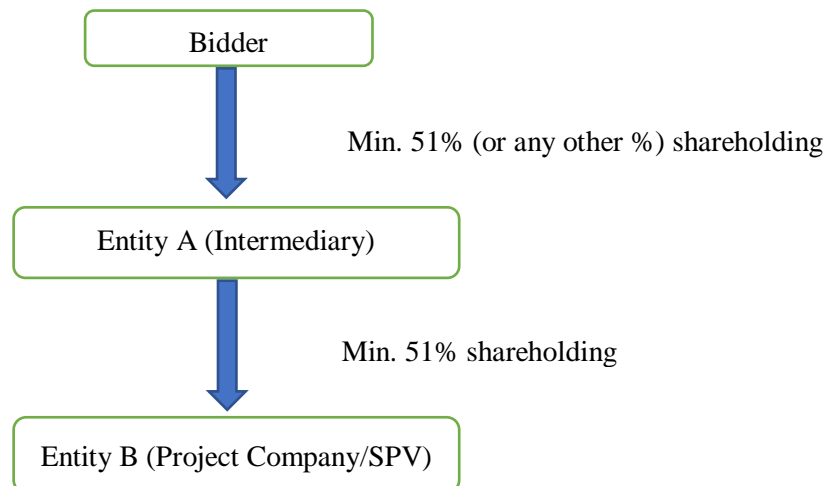 Bidder
Min. 51% (or any other %) shareholding
Entity A (Intermediary)
Min. 51% shareholding
Entity B (Project Company/SPV)